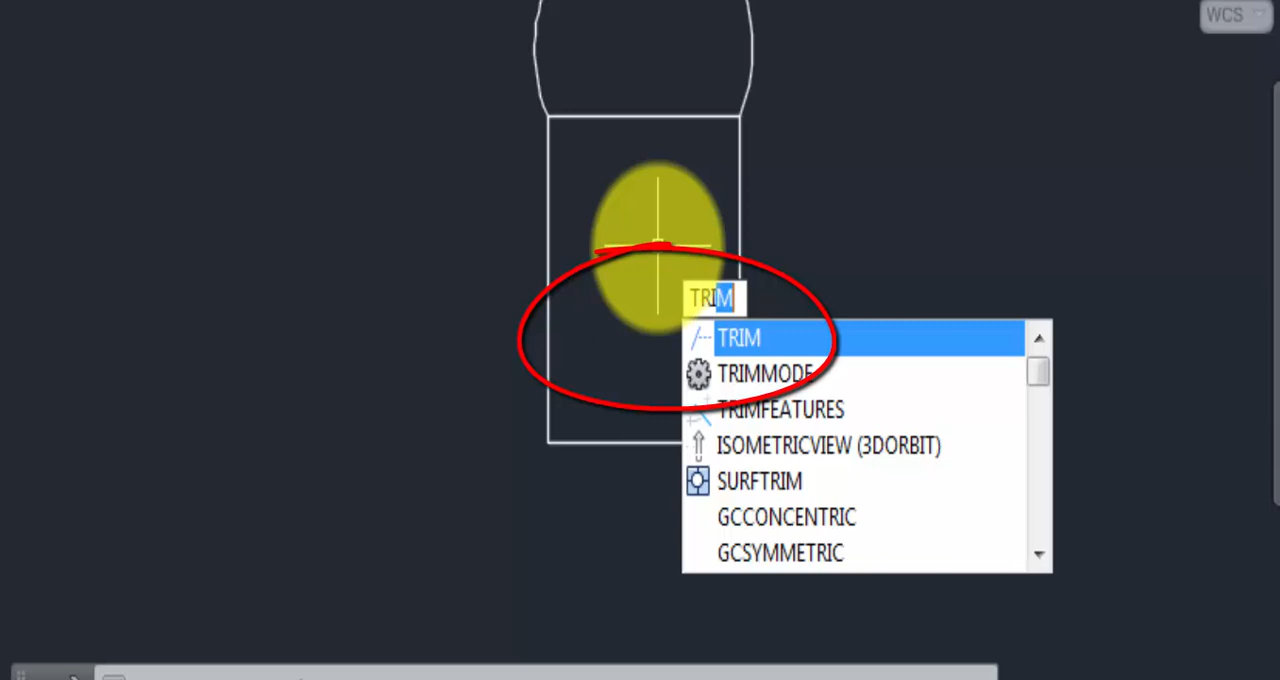 WCS
TRIM
TRIM
TRIMMODE
TRIMFEATURES
ISOMETRICVIEW (3DORBIT)
SURFTRIM
GCCONCENTRIC
GCSYMMETRIC